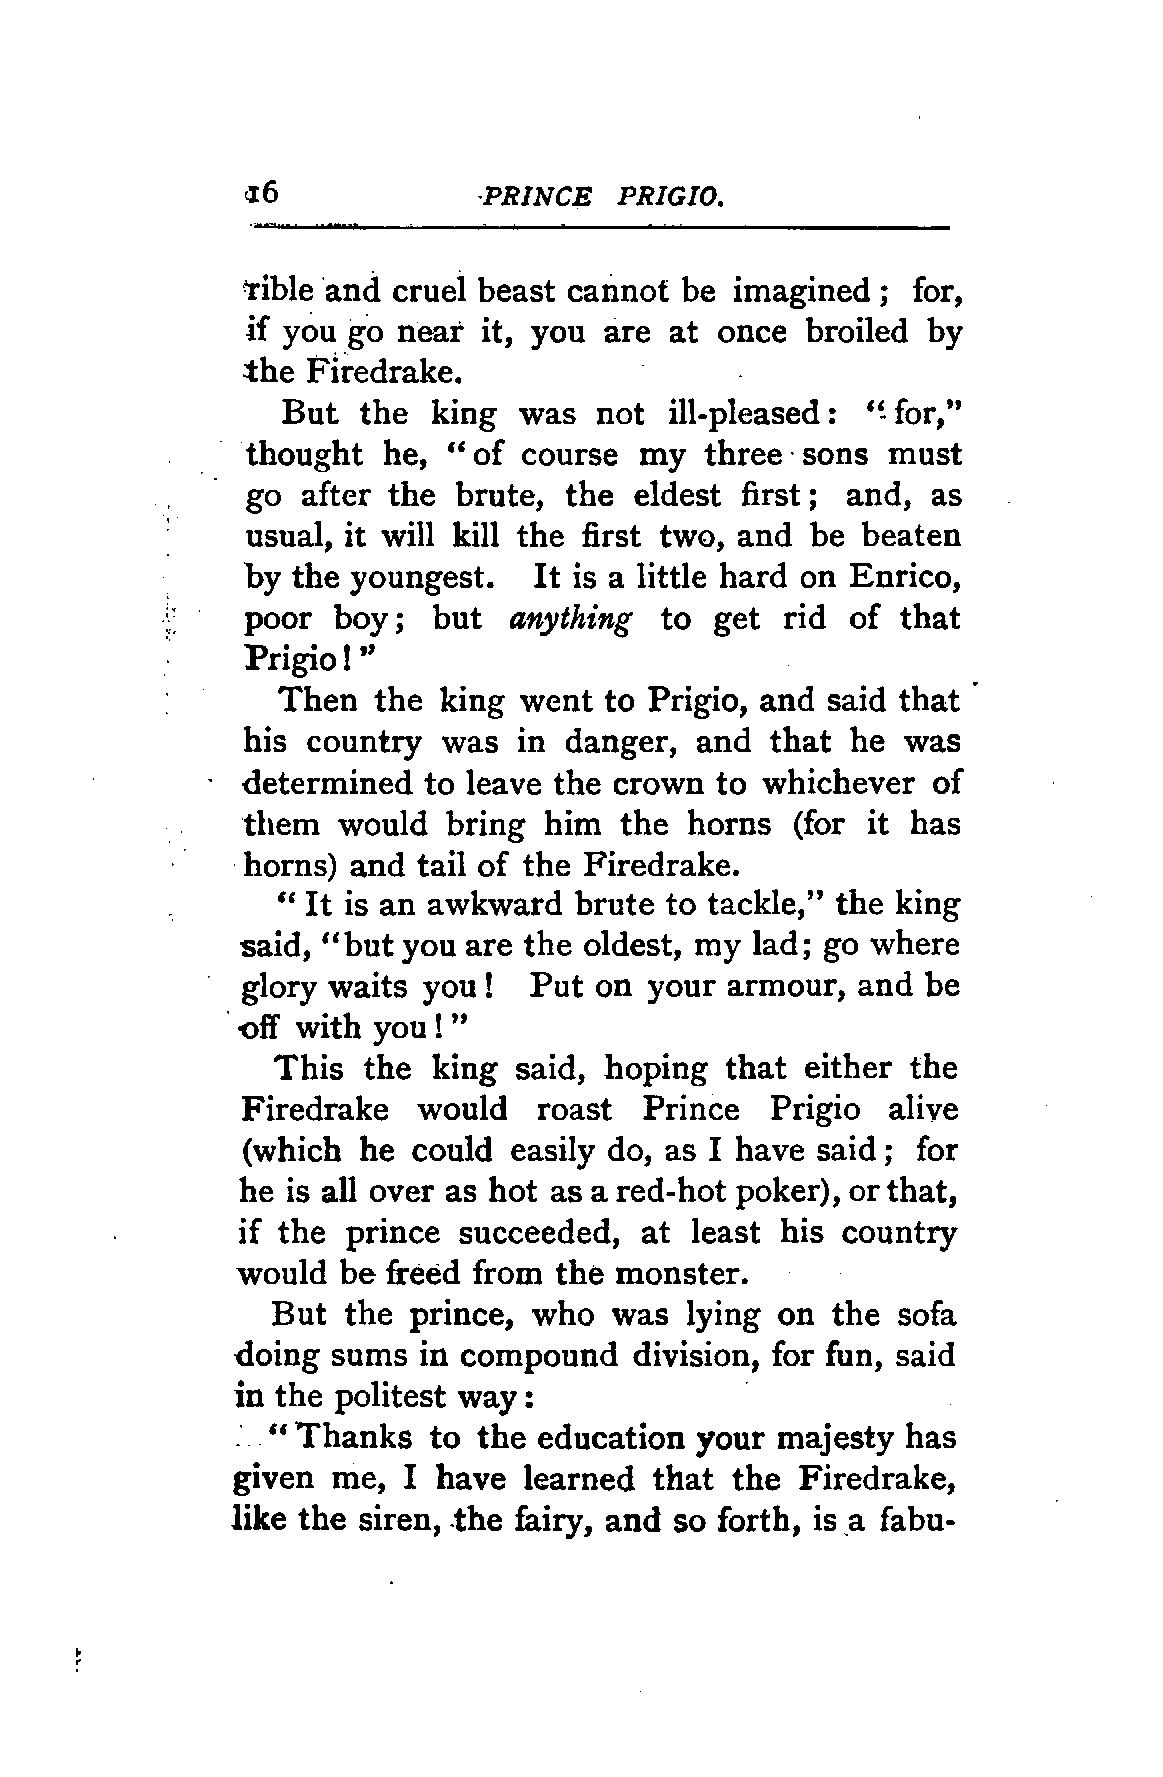 16 PRINCE PRIGIO.
rible and cruel beast cannot be imagined; for,
if you go near it, you are at once broiled by
the Firedrake.
But the king was not ill-pleased: "for,"
thought he, "of course my three sons must
go after the brute, the eldest first; and, as
usual, it will kill the first two, and be beaten
by the youngest. It is a little hard on Enrico,
poor boy; but anything to get rid of that
Prigio!"
Then the king went to Prigio, and said that
his country was in danger, and that he was
determined to leave the crown to whichever of
them would bring him the horns (for it has
horns) and tail of the Firedrake.
"It is an awkward brute to tackle," the king
said, "but you are the oldest, my lad; go where
glory waits you! Put on your armour, and be
off with you!"
This the king said, hoping that either the
Firedrake would roast Prince Prigio alive
(which he could easily do, as I have said; for
he is all over as hot as a red-hot poker), or that,
if the prince succeeded, at least his country
would be freed from the monster.
But the prince, who was lying on the sofa
doing sums in compound division, for fun, said
in the politest way:
"Thanks to the education your majesty has
given me, I have learned that the Firedrake,
like the siren, the fairy, and so forth, is a fabu-